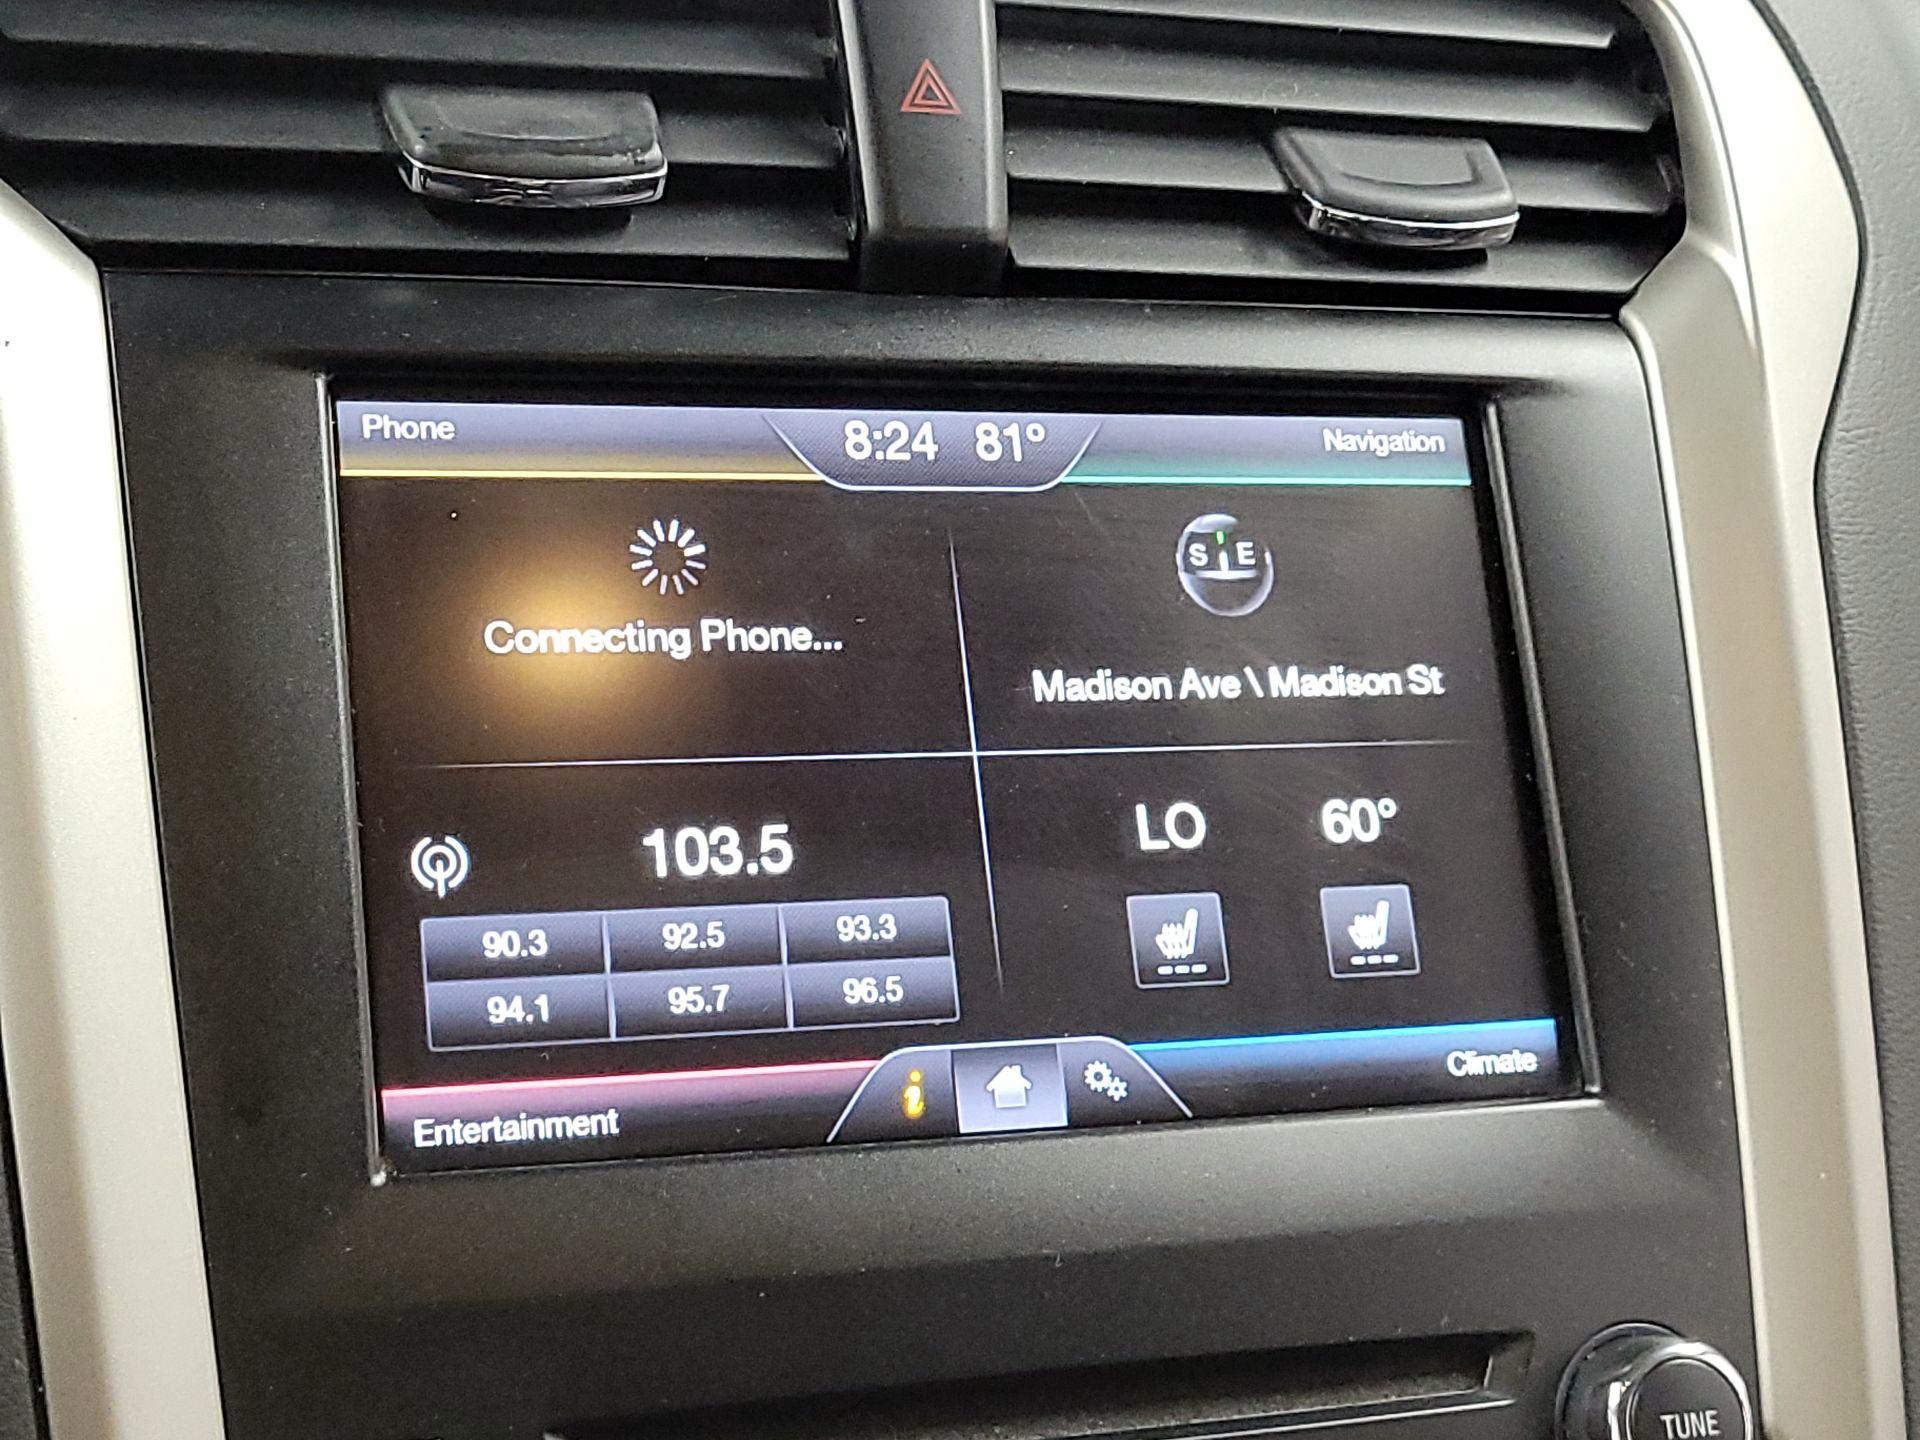 Phone
8:24 81°
Navigation
S E
Connecting Phone...
Madison Ave \ Madison St
103.5
90.3 92.5 93.3
94.1 95.7 96.5
LO 60°
Entertainment
i
Climate
TUNE